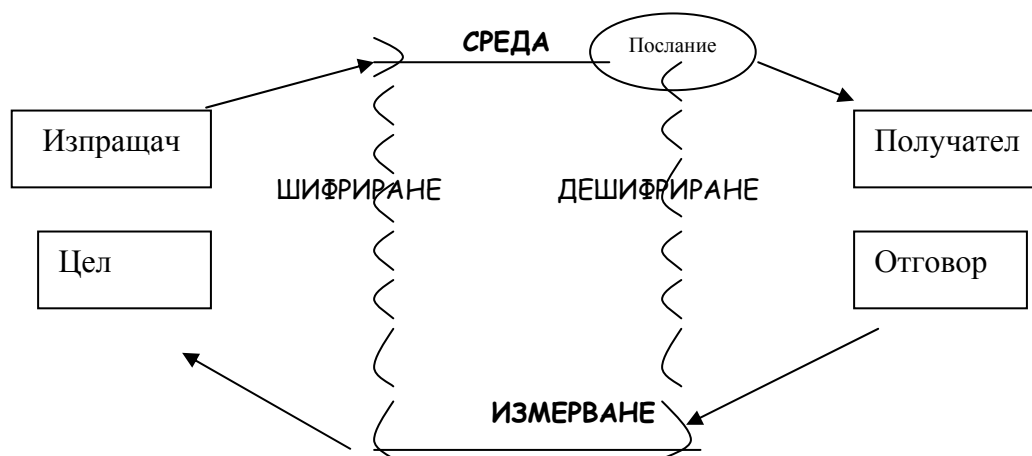 СРЕДА
Послание
Изпращач
Получател
ШИФРИРАНЕ
ДЕШИФРИРАНЕ
Цел
Отговор
ИЗМЕРВАНЕ